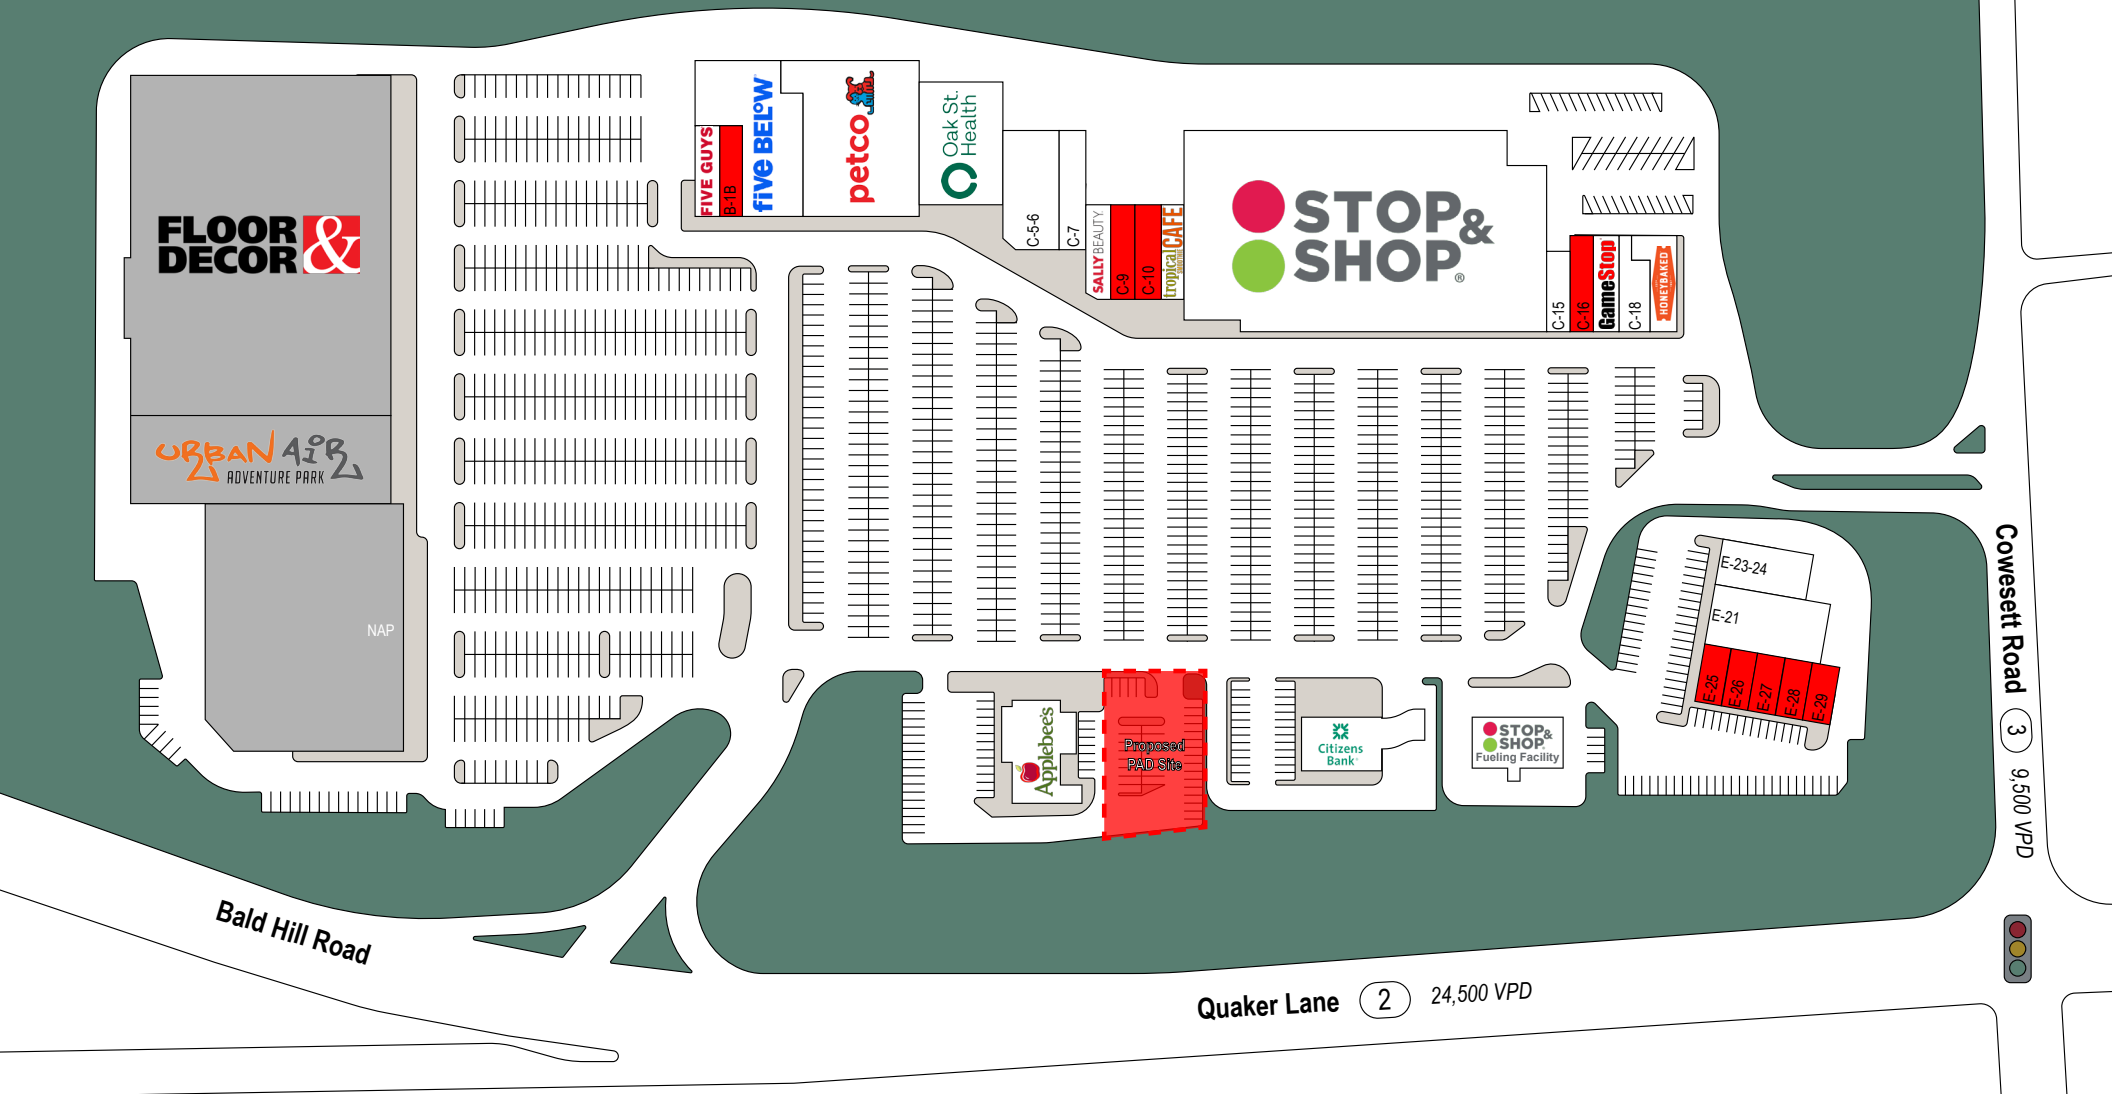 FLOOR
DECOR &
URBAN AiR
ADVENTURE PARK
NAP
FIVE GUYS
B-1B
five BEL°W
petco
Oak St.
Health
C-5-6
C-7
SALLY BEAUTY
C-9
C-10
tropical
SMOOTHIE
CAFE
STOP&
SHOP®
C-15
C-16
GameStop
C-18
HONEYBAKED
E-23-24
E-21
E-25
E-26
E-27
E-28
E-29
Applebee's
Proposed
PAD Site
Citizens
Bank
STOP&
SHOP
Fueling Facility
Cowesett Road 3 9,500 VPD
Bald Hill Road
Quaker Lane 2 24,500 VPD